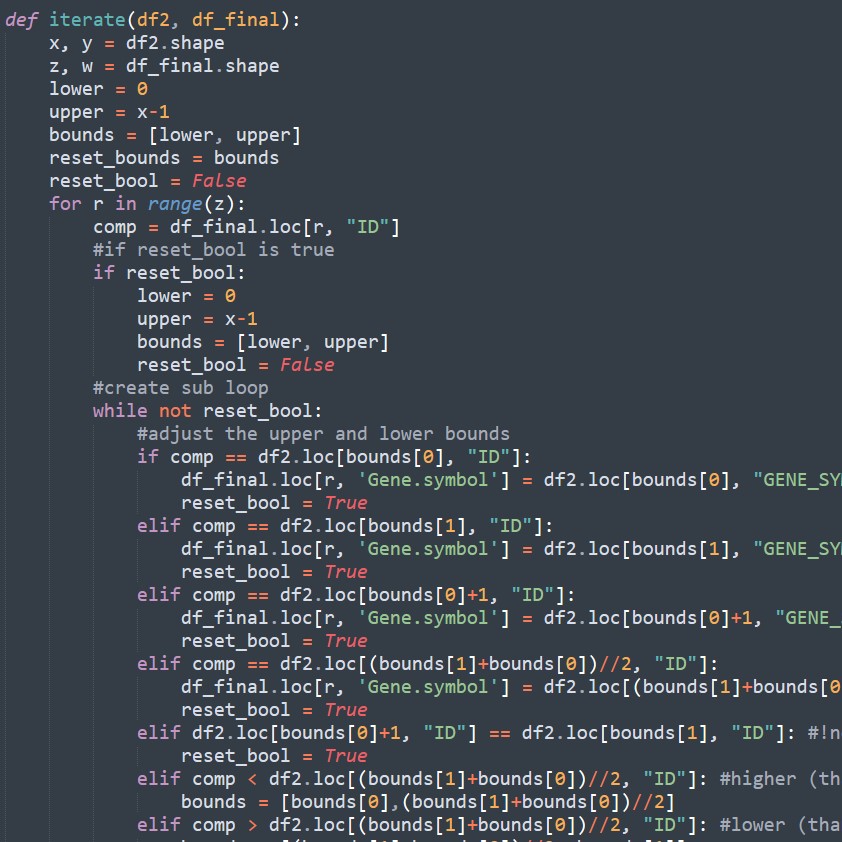 def iterate(df2, df_final):
    x, y = df2.shape
    z, w = df_final.shape
    lower = 0
    upper = x-1
    bounds = [lower, upper]
    reset_bounds = bounds
    reset_bool = False
    for r in range(z):
        comp = df_final.loc[r, "ID"]
        #if reset_bool is true
        if reset_bool:
            lower = 0
            upper = x-1
            bounds = [lower, upper]
            reset_bool = False
        #create sub loop
        while not reset_bool:
            #adjust the upper and lower bounds
            if comp == df2.loc[bounds[0], "ID"]:
                df_final.loc[r, 'Gene.symbol'] = df2.loc[bounds[0], "GENE_SY
                reset_bool = True
            elif comp == df2.loc[bounds[1], "ID"]:
                df_final.loc[r, 'Gene.symbol'] = df2.loc[bounds[1], "GENE_SY
                reset_bool = True
            elif comp == df2.loc[bounds[0]+1, "ID"]:
                df_final.loc[r, 'Gene.symbol'] = df2.loc[bounds[0]+1, "GENE_
                reset_bool = True
            elif comp == df2.loc[(bounds[1]+bounds[0])//2, "ID"]:
                df_final.loc[r, 'Gene.symbol'] = df2.loc[(bounds[1]+bounds[0
                reset_bool = True
            elif df2.loc[bounds[0]+1, "ID"] == df2.loc[bounds[1], "ID"]: #!n
                reset_bool = True
            elif comp < df2.loc[(bounds[1]+bounds[0])//2, "ID"]: #higher (th
                bounds = [bounds[0],(bounds[1]+bounds[0])//2]
            elif comp > df2.loc[(bounds[1]+bounds[0])//2, "ID"]: #lower (tha